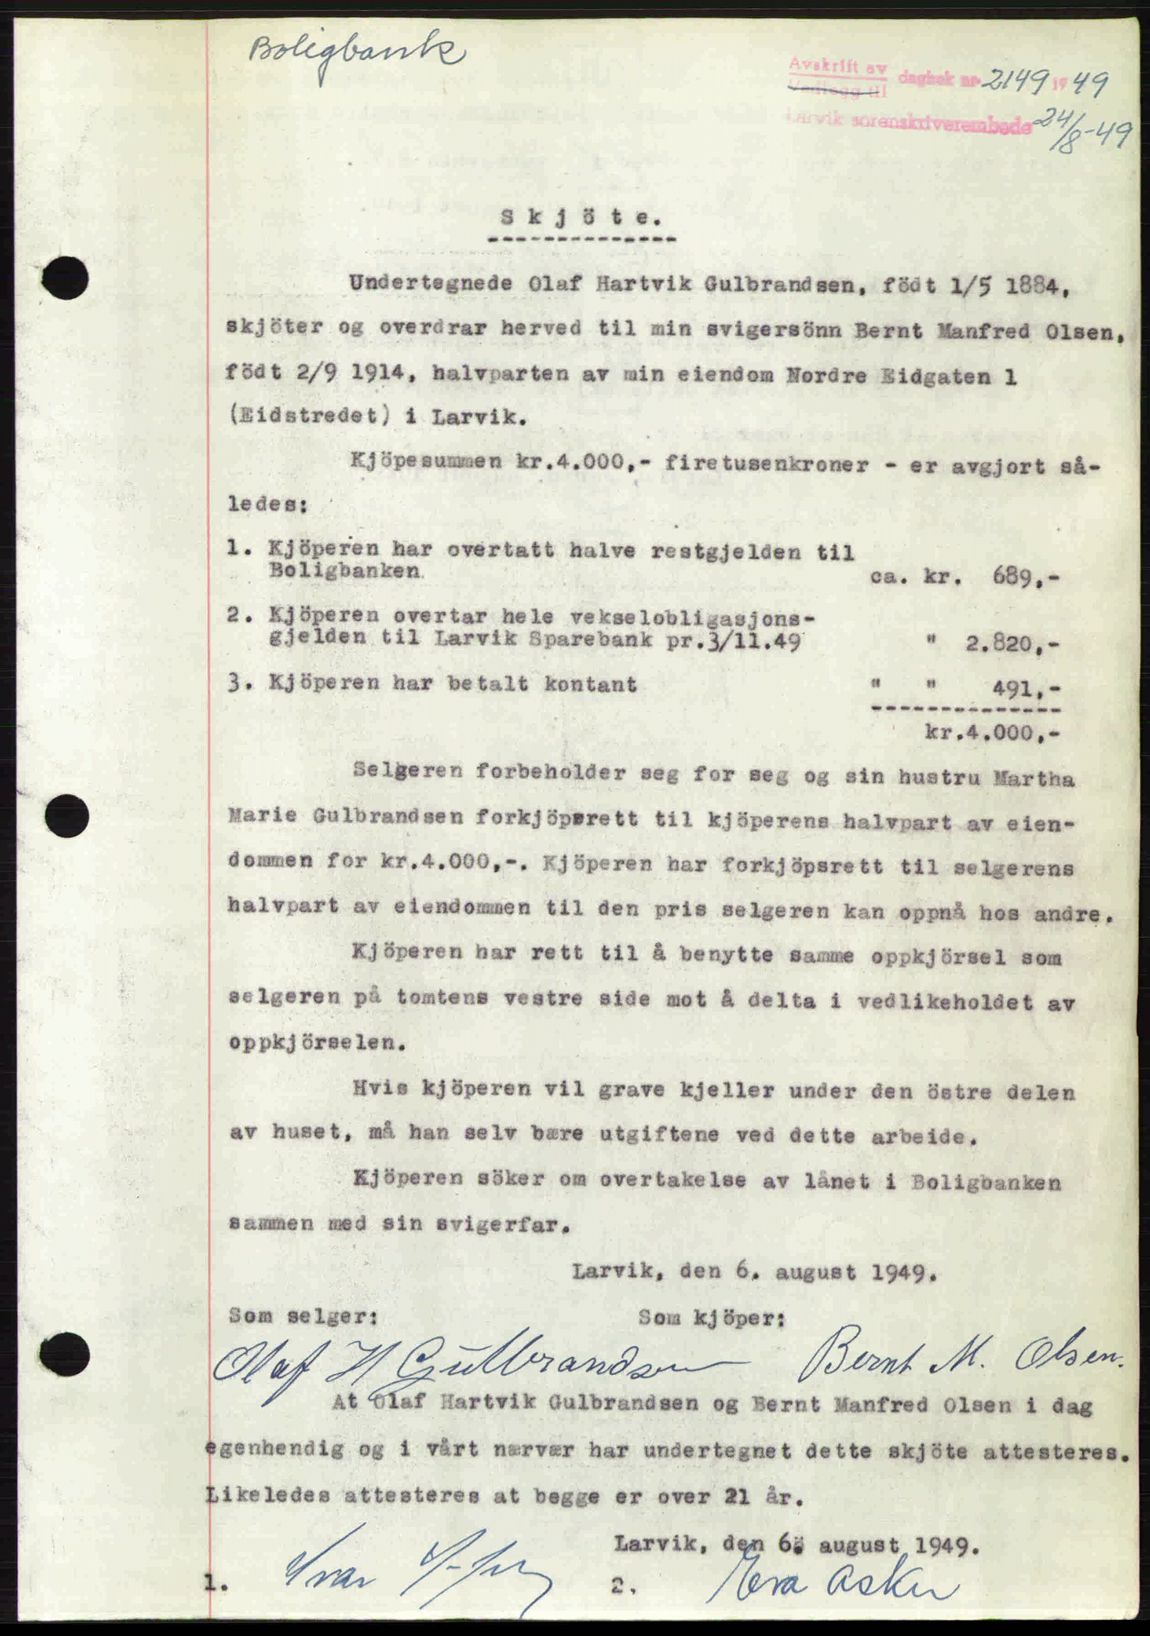 Boligbank
Avskrift av
Vedlegg til
dagbok nr. 2149 1949
Larvik sorenskriverembede 24/8-49
Skjöte.
Undertegnede Olaf Hartvik Gulbrandsen, födt 1/5 1884,
skjöter og overdrar herved til min svigersönn Bernt Manfred Olsen,
födt 2/9 1914, halvparten av min eiendom Nordre Eidgaten 1
(Eidstredet) i Larvik.
Kjöpesummen kr.4.000,- firetusenkroner - er avgjort så-
ledes:
1. Kjöperen har overtatt halve restgjelden til
Boligbanken ca. kr. 689,-
2. Kjöperen overtar hele vekselobligasjons-
gjelden til Larvik Sparebank pr.3/11.49 " 2.820,-
3. Kjöperen har betalt kontant " " 491,-
kr.4.000,-
Selgeren forbeholder seg for seg og sin hustru Martha
Marie Gulbrandsen forkjöpsrett til kjöperens halvpart av eien-
dommen for kr.4.000,-. Kjöperen har forkjöpsrett til selgerens
halvpart av eiendommen til den pris selgeren kan oppnå hos andre.
Kjöperen har rett til å benytte samme oppkjörsel som
selgeren på tomtens vestre side mot å delta i vedlikeholdet av
oppkjörselen.
Hvis kjöperen vil grave kjeller under den östre delen
av huset, må han selv bære utgiftene ved dette arbeide.
Kjöperen söker om overtakelse av lånet i Boligbanken
sammen med sin svigerfar.
Larvik, den 6. august 1949.
Som selger: Som kjöper:
Olaf H Gulbrandsen Bernt M. Olsen.
At Olaf Hartvik Gulbrandsen og Bernt Manfred Olsen i dag
egenhendig og i vårt nærvær har undertegnet dette skjöte attesteres.
Likeledes attesteres at begge er over 21 år.
Larvik, den 6. august 1949.
1. Ivar 2. Eva Asker